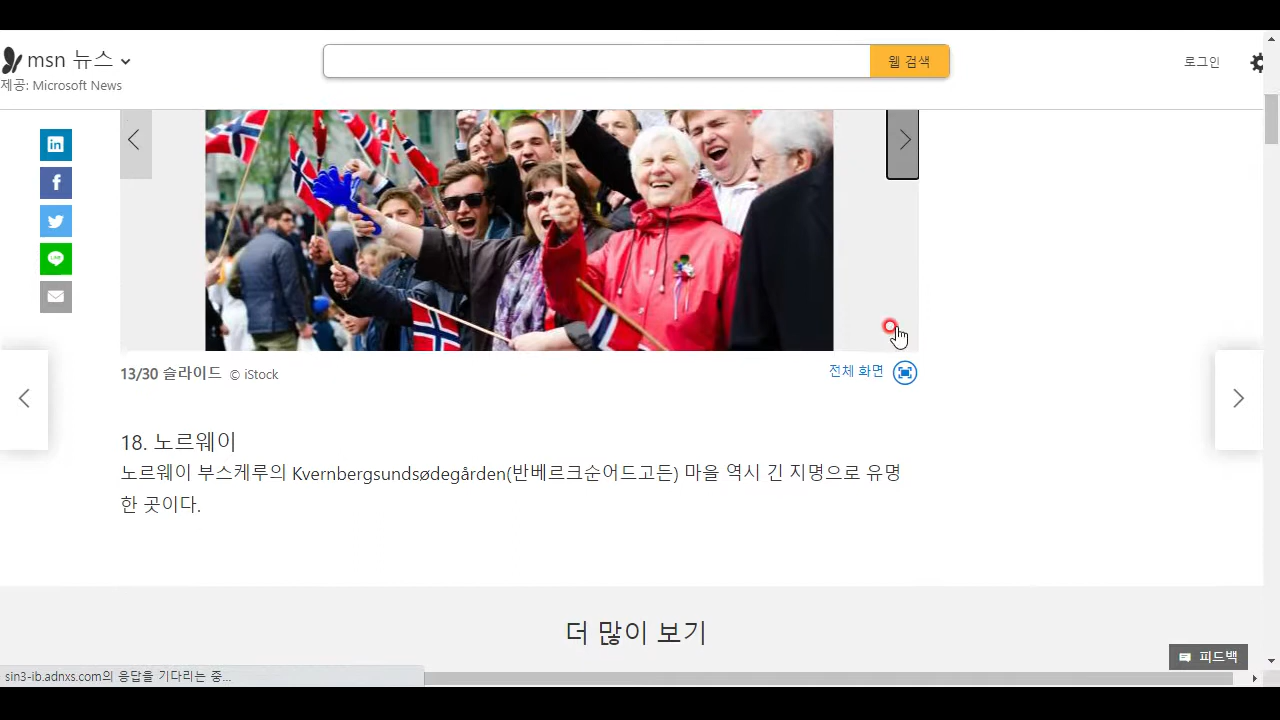 msn 뉴스
제공: Microsoft News
웹 검색
로그인
in
f
LINE
13/30 슬라이드 © iStock
전체 화면
18. 노르웨이
노르웨이 부스케루의 Kvernbergsundsødegården(반베르크순어드고든) 마을 역시 긴 지명으로 유명
한 곳이다.
더 많이 보기
피드백
sin3-ib.adnxs.com의 응답을 기다리는 중...